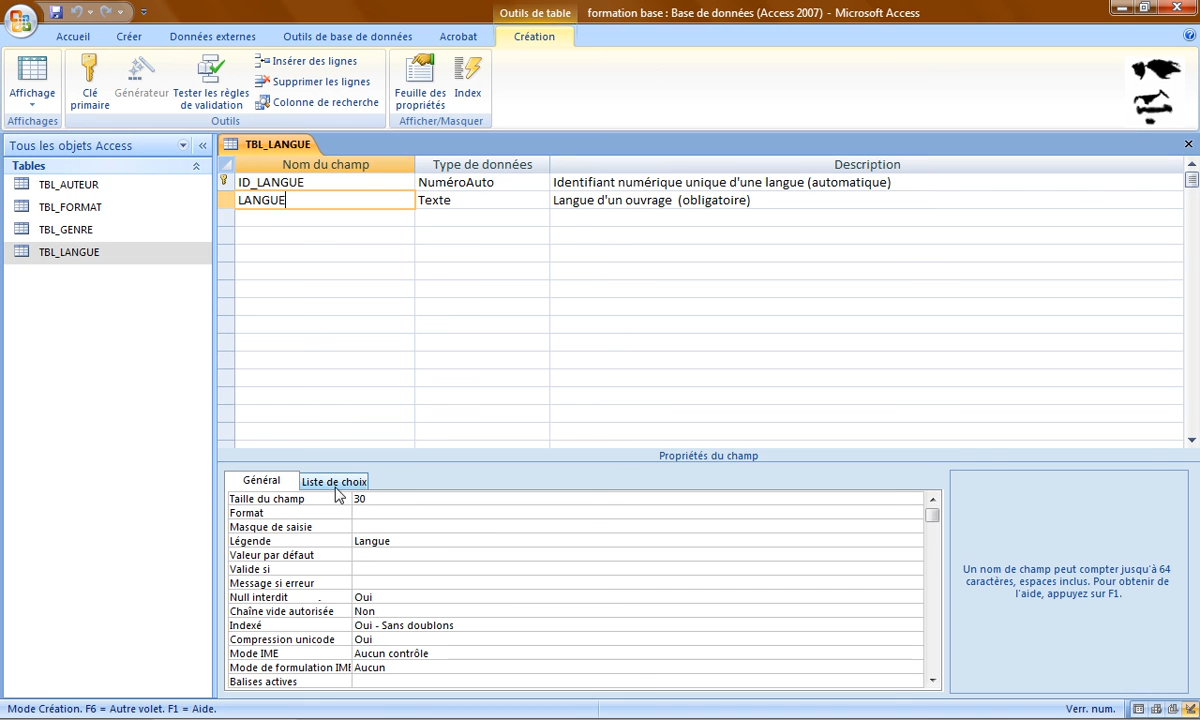 Outils de table
formation base : Base de données (Access 2007) - Microsoft Access
Accueil
Créer
Données externes
Outils de base de données
Acrobat
Création
Affichage
Clé primaire
Générateur
Tester les règles de validation
Insérer des lignes
Supprimer les lignes
Colonne de recherche
Feuille des propriétés
Index
Affichages
Outils
Afficher/Masquer
Tous les objets Access
Tables
TBL_AUTEUR
TBL_FORMAT
TBL_GENRE
TBL_LANGUE
TBL_LANGUE
Nom du champ Type de données Description
ID_LANGUE NuméroAuto Identifiant numérique unique d'une langue (automatique)
LANGUE Texte Langue d'un ouvrage (obligatoire)
Propriétés du champ
Général Liste de choix
Taille du champ 30
Format
Masque de saisie
Légende Langue
Valeur par défaut
Valide si
Message si erreur
Null interdit Oui
Chaîne vide autorisée Non
Indexé Oui - Sans doublons
Compression unicode Oui
Mode IME Aucun contrôle
Mode de formulation IME Aucun
Balises actives
Un nom de champ peut compter jusqu'à 64
caractères, espaces inclus. Pour obtenir de
l'aide, appuyez sur F1.
Mode Création. F6 = Autre volet. F1 = Aide.
Verr. num.